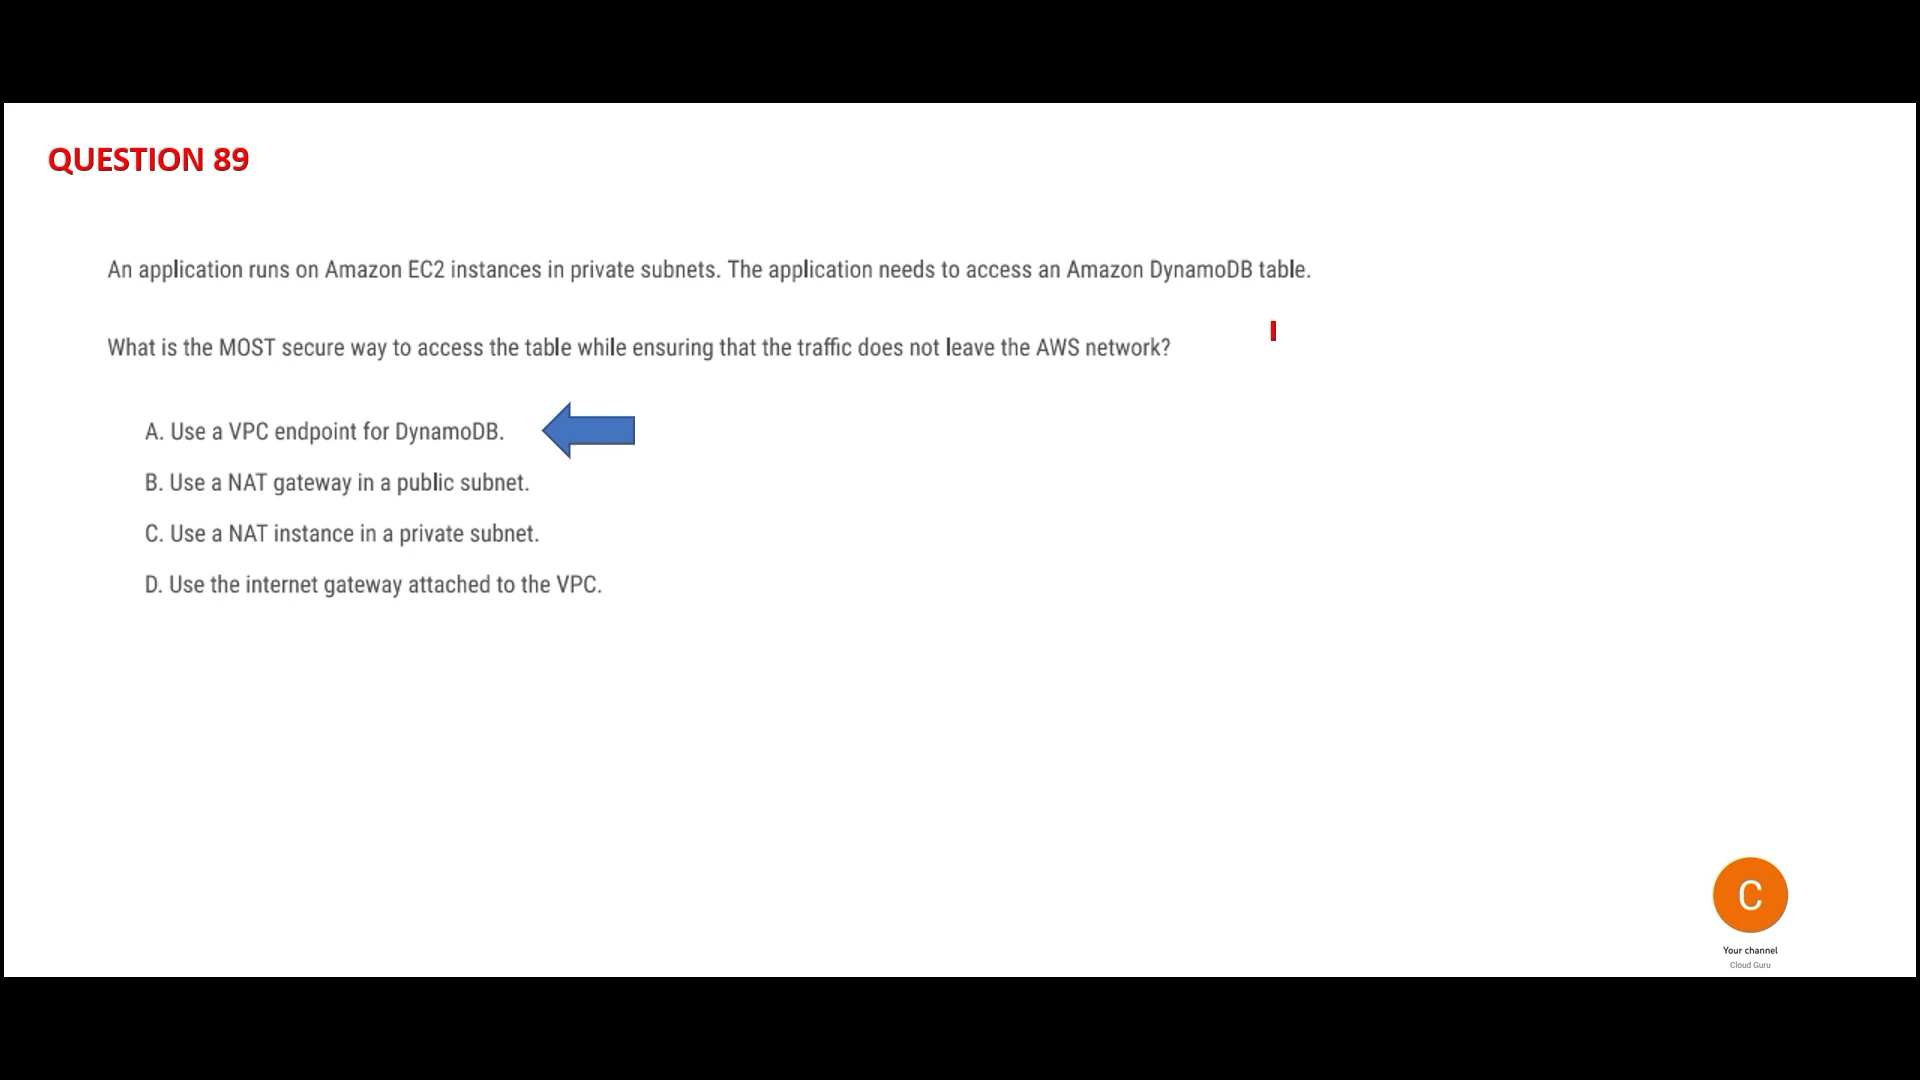 QUESTION 89
An application runs on Amazon EC2 instances in private subnets. The application needs to access an Amazon DynamoDB table.
What is the MOST secure way to access the table while ensuring that the traffic does not leave the AWS network?
A. Use a VPC endpoint for DynamoDB.
B. Use a NAT gateway in a public subnet.
C. Use a NAT instance in a private subnet.
D. Use the internet gateway attached to the VPC.
C
Your channel
Cloud Guru